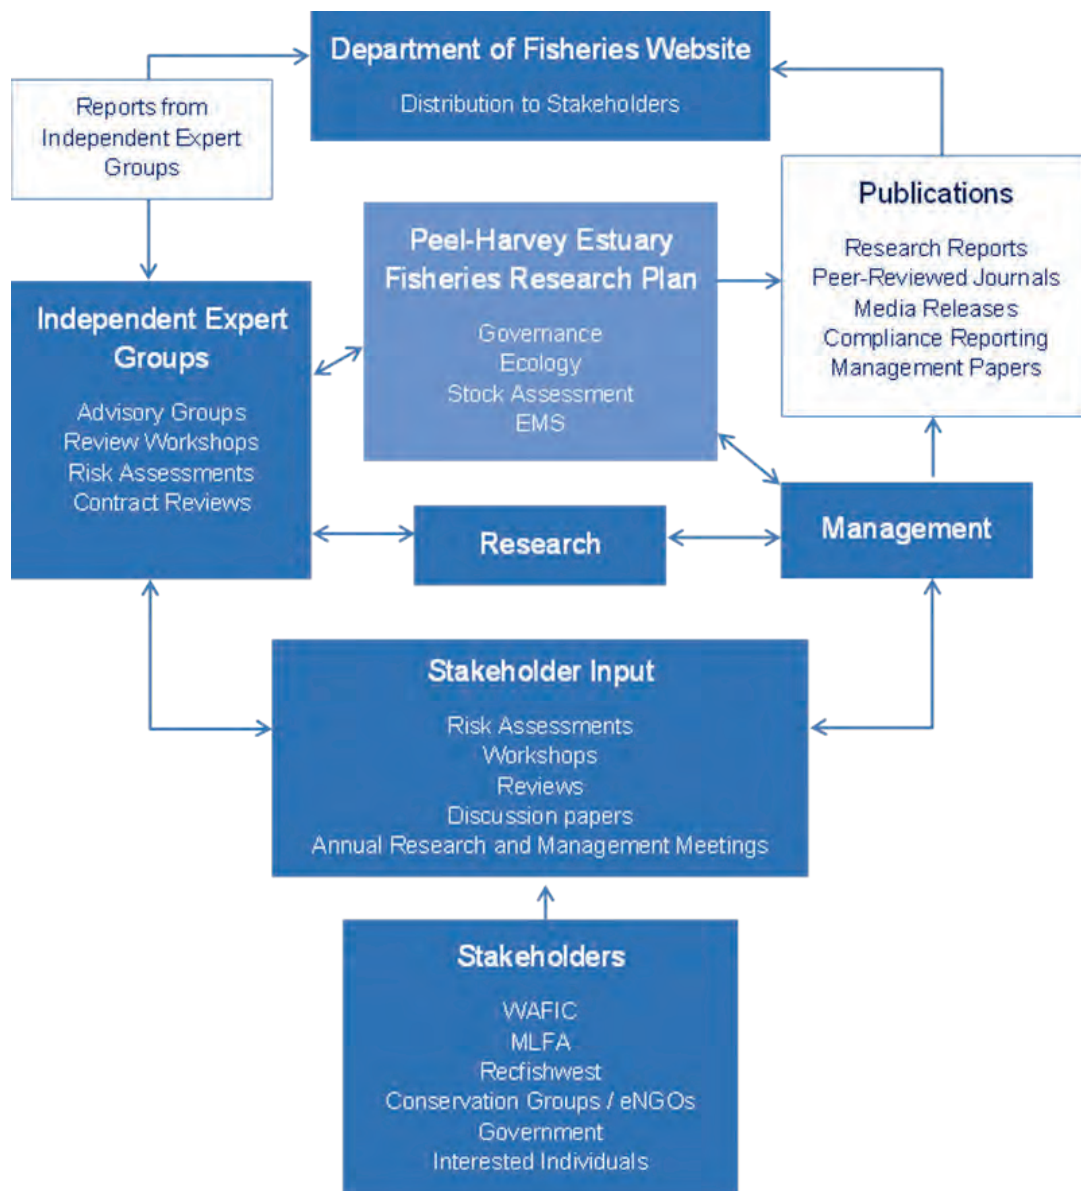 Department of Fisheries Website
Distribution to Stakeholders
Reports from
Independent Expert
Groups
Publications
Research Reports
Peer-Reviewed Journals
Media Releases
Compliance Reporting
Management Papers
Peel-Harvey Estuary
Fisheries Research Plan
Governance
Ecology
Stock Assessment
EMS
Independent Expert
Groups
Advisory Groups
Review Workshops
Risk Assessments
Contract Reviews
Research
Management
Stakeholder Input
Risk Assessments
Workshops
Reviews
Discussion papers
Annual Research and Management Meetings
Stakeholders
WAFIC
MLFA
Recfishwest
Conservation Groups / eNGOs
Government
Interested Individuals